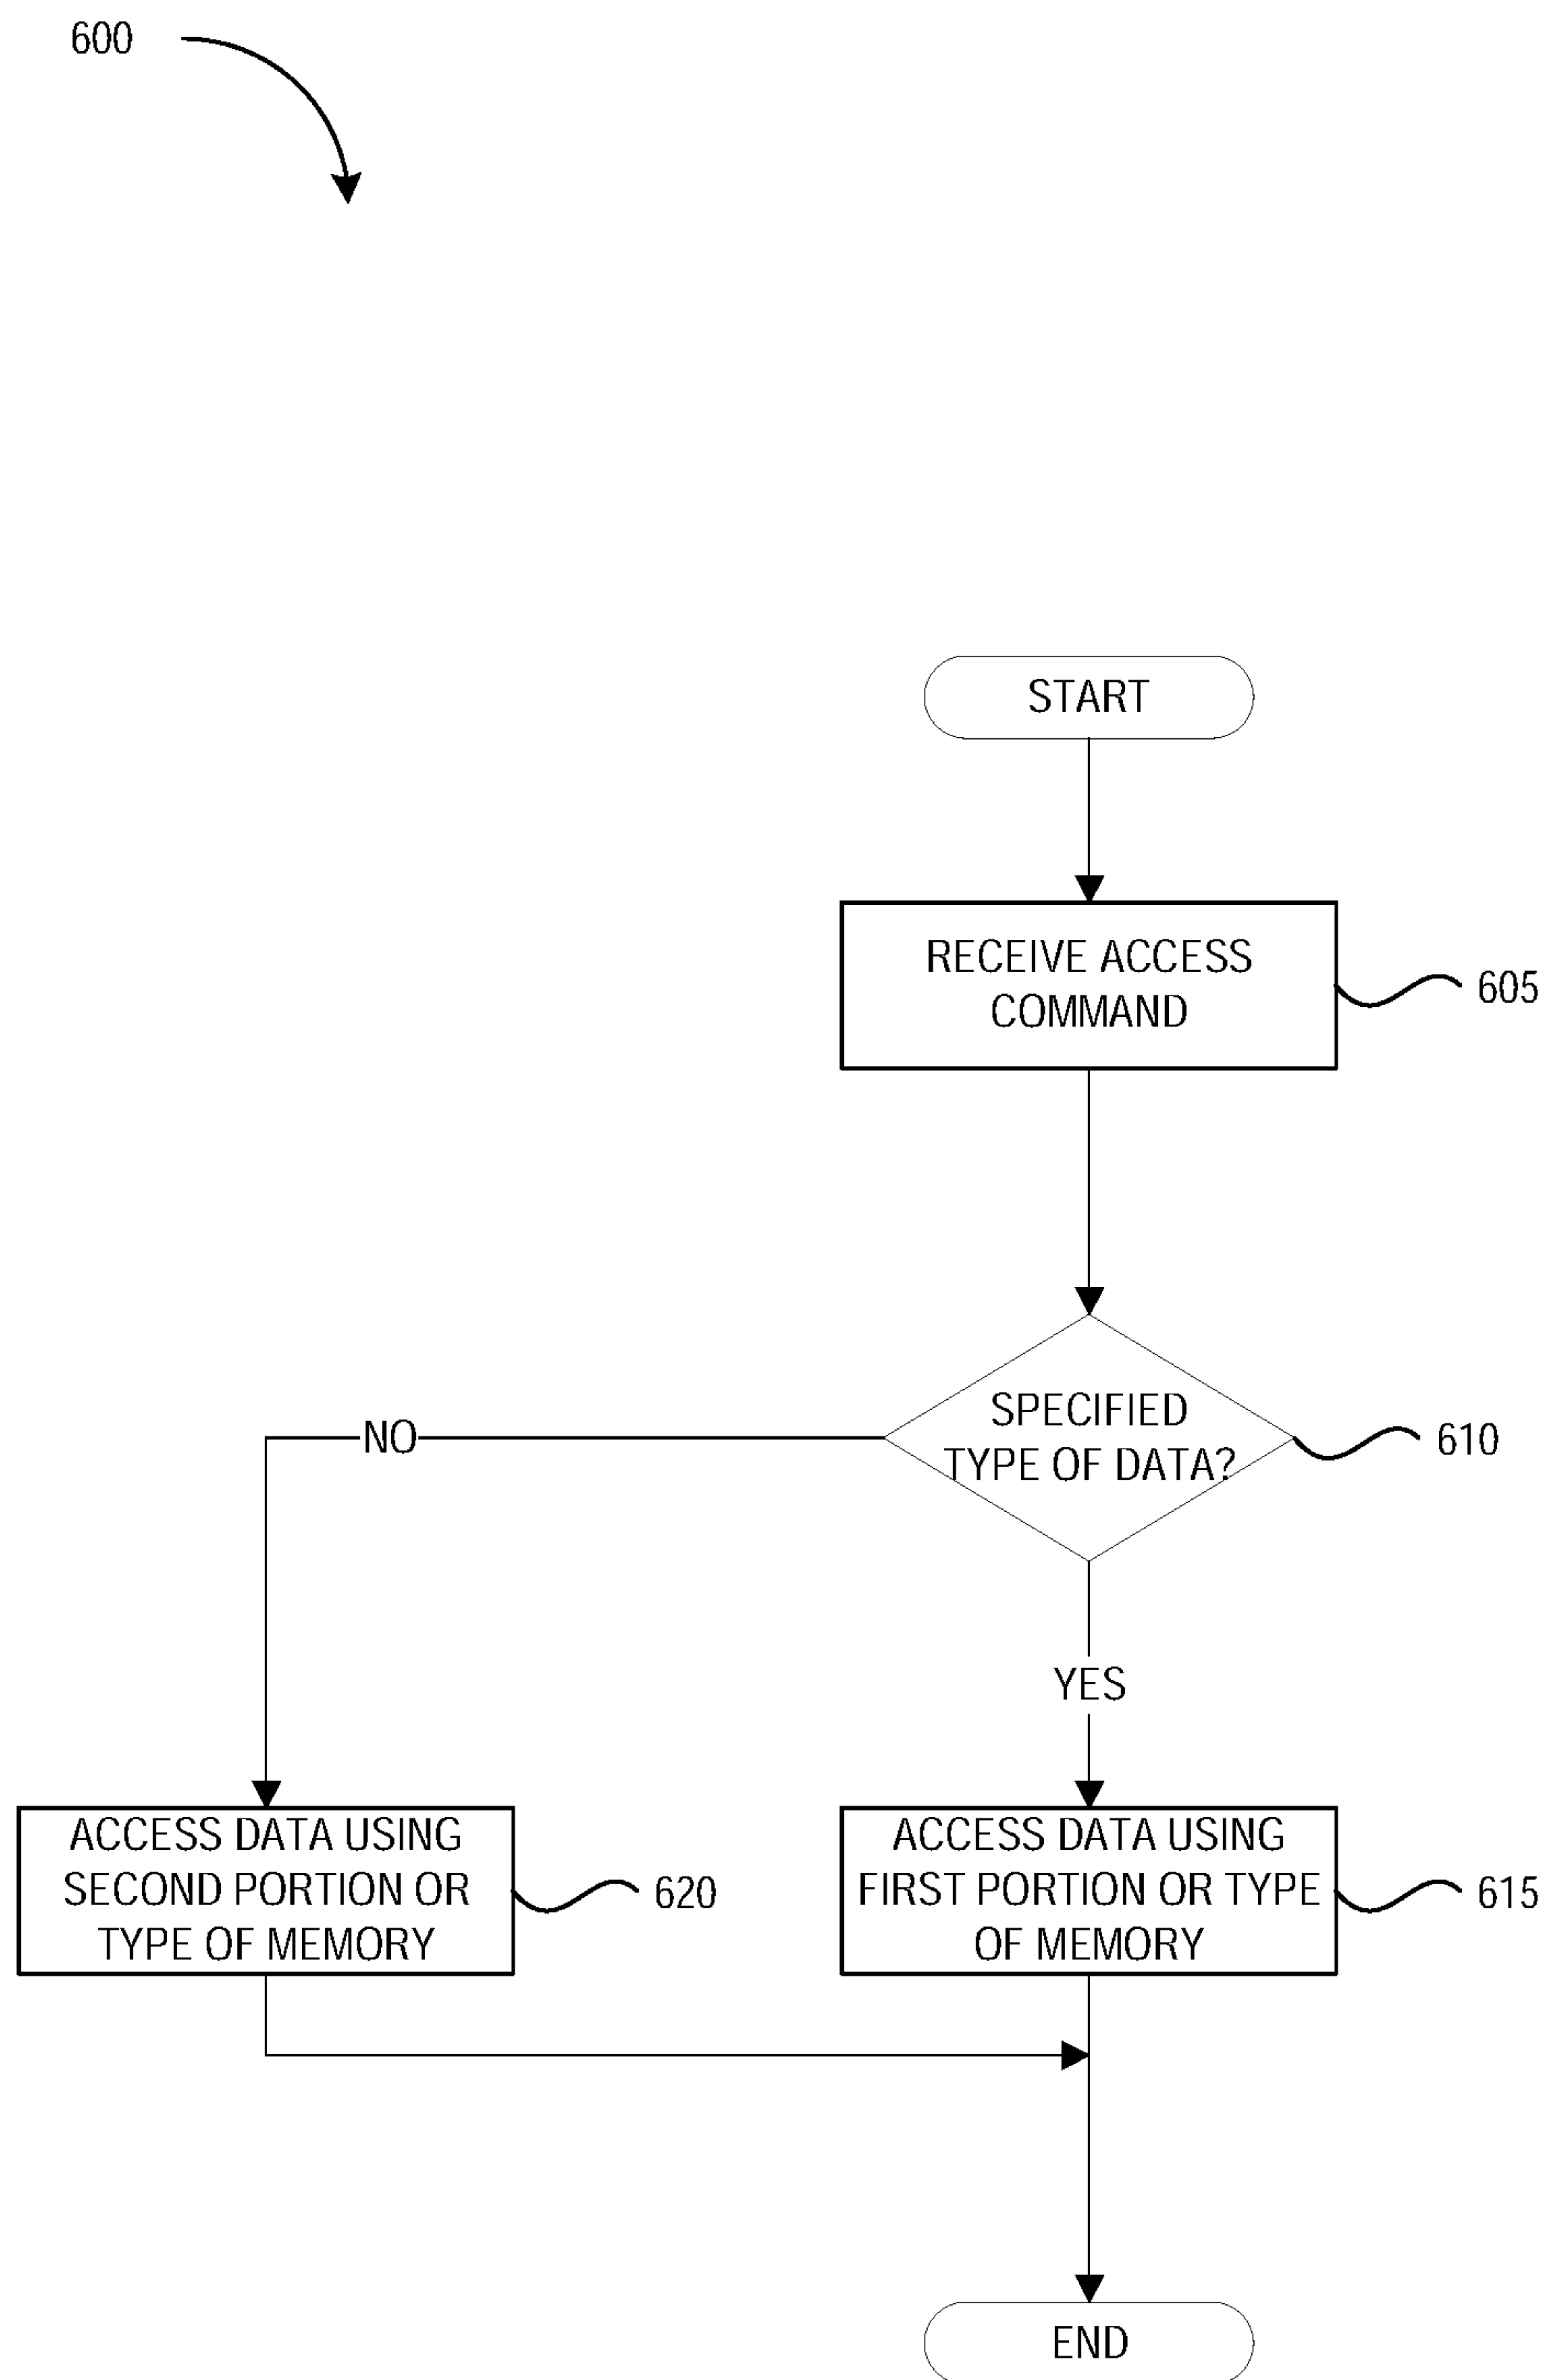 600
START
RECEIVE ACCESS
COMMAND
605
SPECIFIED
TYPE OF DATA?
610
NO
YES
ACCESS DATA USING
SECOND PORTION OR
TYPE OF MEMORY
620
ACCESS DATA USING
FIRST PORTION OR TYPE
OF MEMORY
615
END